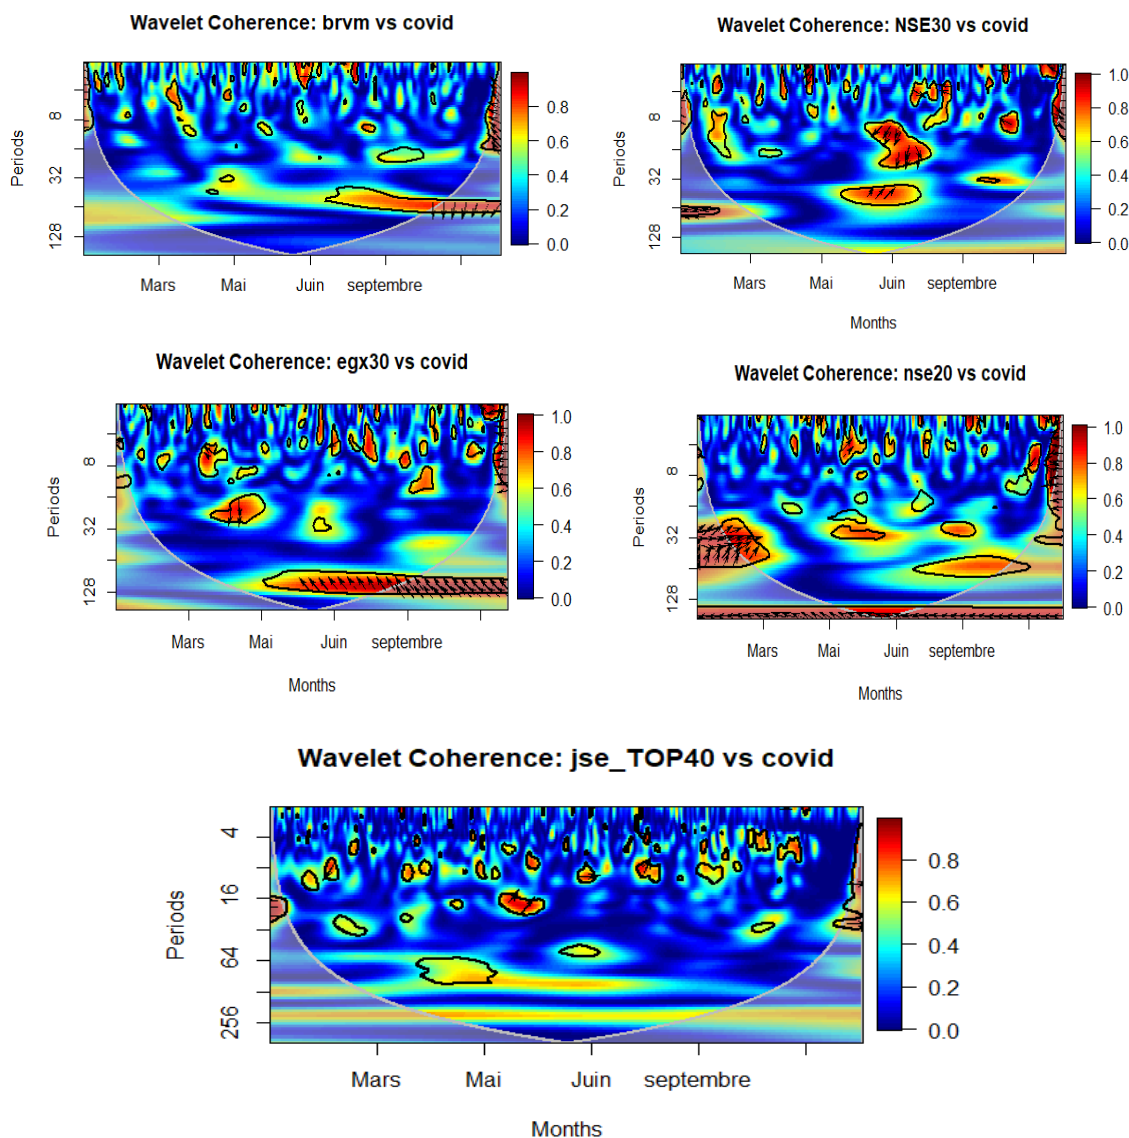 Wavelet Coherence: brvm vs covid
Periods
8
32
128
0.8
0.6
0.4
0.2
0.0
Mars Mai Juin septembre
Wavelet Coherence: NSE30 vs covid
Periods
8
32
128
1.0
0.8
0.6
0.4
0.2
0.0
Mars Mai Juin septembre
Months
Wavelet Coherence: egx30 vs covid
Periods
8
32
128
1.0
0.8
0.6
0.4
0.2
0.0
Mars Mai Juin septembre
Months
Wavelet Coherence: nse20 vs covid
Periods
8
32
128
1.0
0.8
0.6
0.4
0.2
0.0
Mars Mai Juin septembre
Months
Wavelet Coherence: jse_TOP40 vs covid
Periods
4
16
64
256
0.8
0.6
0.4
0.2
0.0
Mars Mai Juin septembre
Months